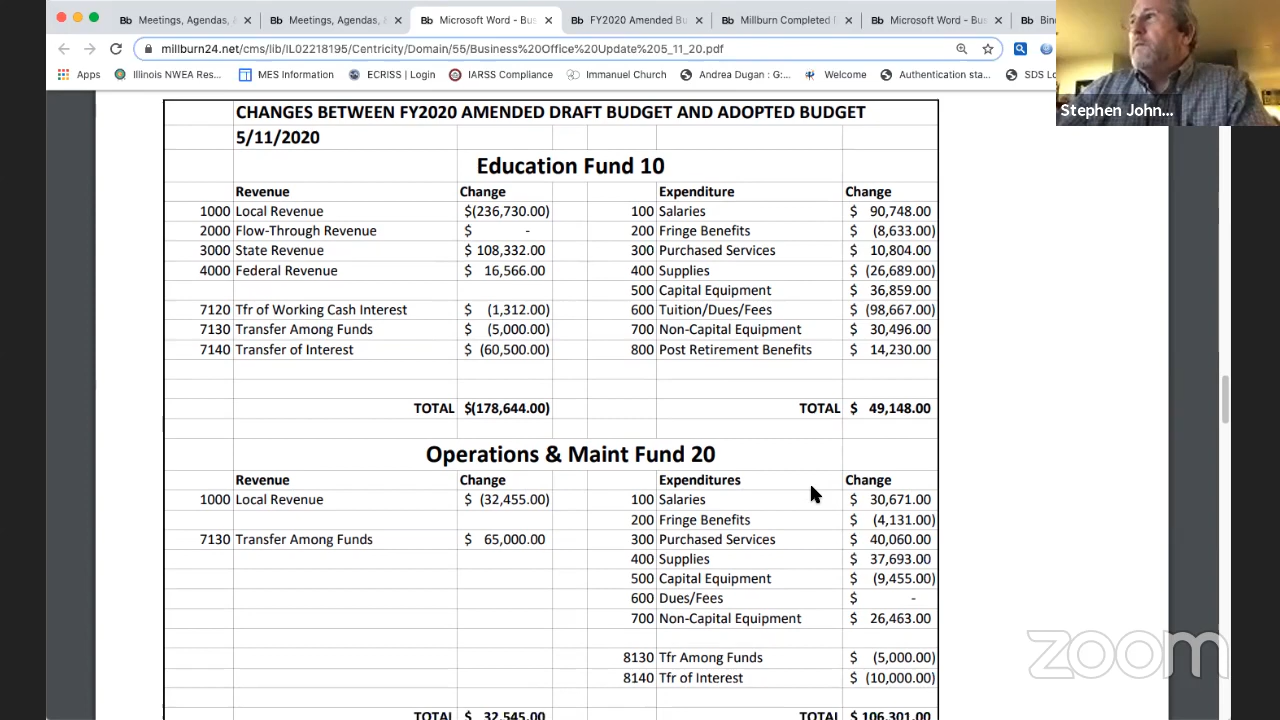 Meetings, Agendas,
Meetings, Agendas,
Microsoft Word - Bus
FY2020 Amended Bu
Millburn Completed
Microsoft Word - Bus
Bin
millburn24.net/cms/lib/IL02218195/Centricity/Domain/55/Business%20Office%20Update%205_11_20.pdf
Apps
Illinois NWEA Res...
MES Information
ECRISS | Login
IARSS Compliance
Immanuel Church
Andrea Dugan : G:...
Welcome
Authentication sta...
SDS Lo
Stephen John...
CHANGES BETWEEN FY2020 AMENDED DRAFT BUDGET AND ADOPTED BUDGET
5/11/2020
Education Fund 10
Revenue Change Expenditure Change
1000 Local Revenue $(236,730.00) 100 Salaries $ 90,748.00
2000 Flow-Through Revenue $ - 200 Fringe Benefits $ (8,633.00)
3000 State Revenue $ 108,332.00 300 Purchased Services $ 10,804.00
4000 Federal Revenue $ 16,566.00 400 Supplies $ (26,689.00)
500 Capital Equipment $ 36,859.00
7120 Tfr of Working Cash Interest $ (1,312.00) 600 Tuition/Dues/Fees $ (98,667.00)
7130 Transfer Among Funds $ (5,000.00) 700 Non-Capital Equipment $ 30,496.00
7140 Transfer of Interest $ (60,500.00) 800 Post Retirement Benefits $ 14,230.00
TOTAL $(178,644.00) TOTAL $ 49,148.00
Operations & Maint Fund 20
Revenue Change Expenditures Change
1000 Local Revenue $ (32,455.00) 100 Salaries $ 30,671.00
200 Fringe Benefits $ (4,131.00)
7130 Transfer Among Funds $ 65,000.00 300 Purchased Services $ 40,060.00
400 Supplies $ 37,693.00
500 Capital Equipment $ (9,455.00)
600 Dues/Fees $ -
700 Non-Capital Equipment $ 26,463.00
8130 Tfr Among Funds $ (5,000.00)
8140 Tfr of Interest $ (10,000.00)
TOTAL $ 32,545.00 TOTAL $ 106,301.00
zoom